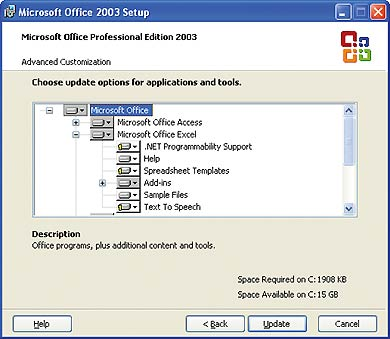 Microsoft Office 2003 Setup
Microsoft Office Professional Edition 2003
Advanced Customization
Choose update options for applications and tools.
Microsoft Office
Microsoft Office Access
Microsoft Office Excel
.NET Programmability Support
Help
Spreadsheet Templates
Add-ins
Sample Files
Text To Speech
Description
Office programs, plus additional content and tools.
Space Required on C:1908 KB
Space Available on C:15 GB
Help
< Back
Update
Cancel